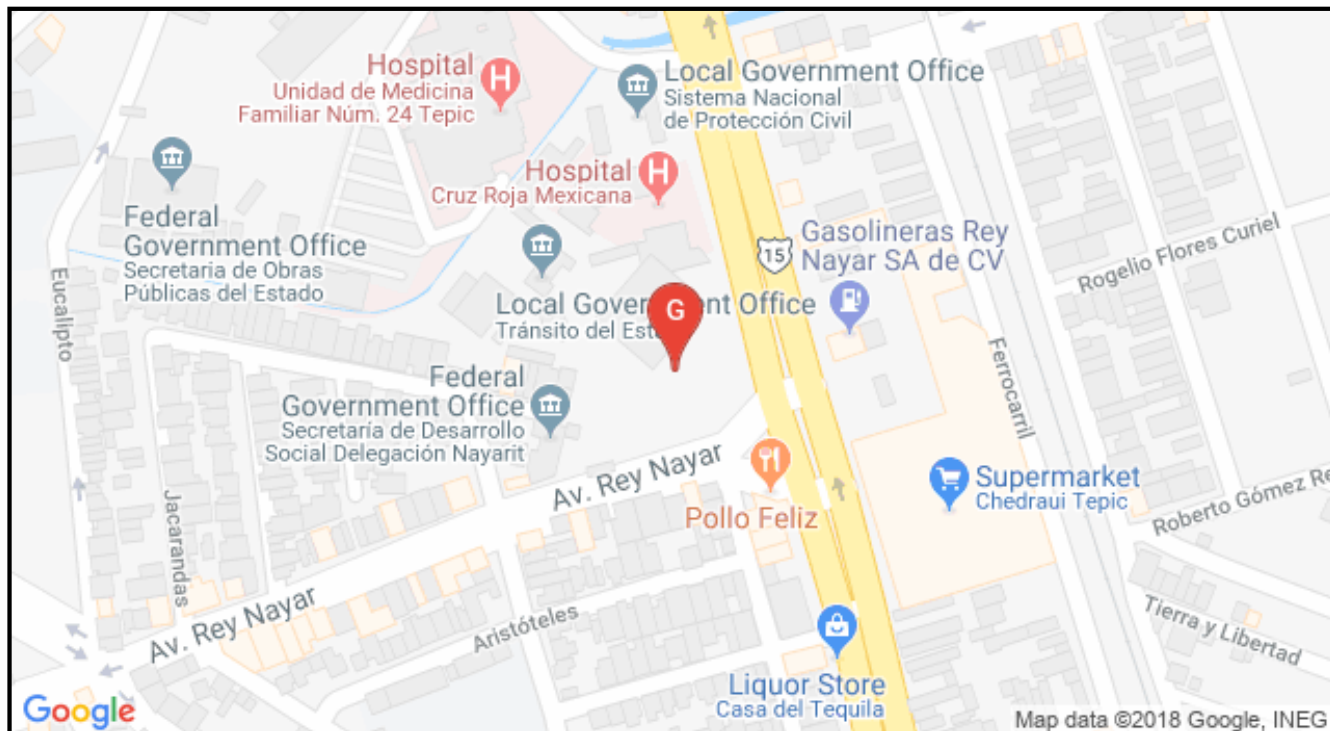 Hospital
Unidad de Medicina
Familiar Núm. 24 Tepic
Local Government Office
Sistema Nacional
de Protección Civil
Hospital
Cruz Roja Mexicana
Federal
Government Office
Secretaria de Obras
Públicas del Estado
15
Gasolineras Rey
Nayar SA de CV
Rogelio Flores Curiel
Eucalipto
Local Government Office
Tránsito del Est
G
Ferrocarril
Federal
Government Office
Secretaría de Desarrollo
Social Delegación Nayarit
Av. Rey Nayar
Pollo Feliz
Supermarket
Chedraui Tepic
Roberto Gómez Re
Jacarandas
Av. Rey Nayar
Aristóteles
Tierra y Libertad
Liquor Store
Casa del Tequila
Google
Map data ©2018 Google, INEG